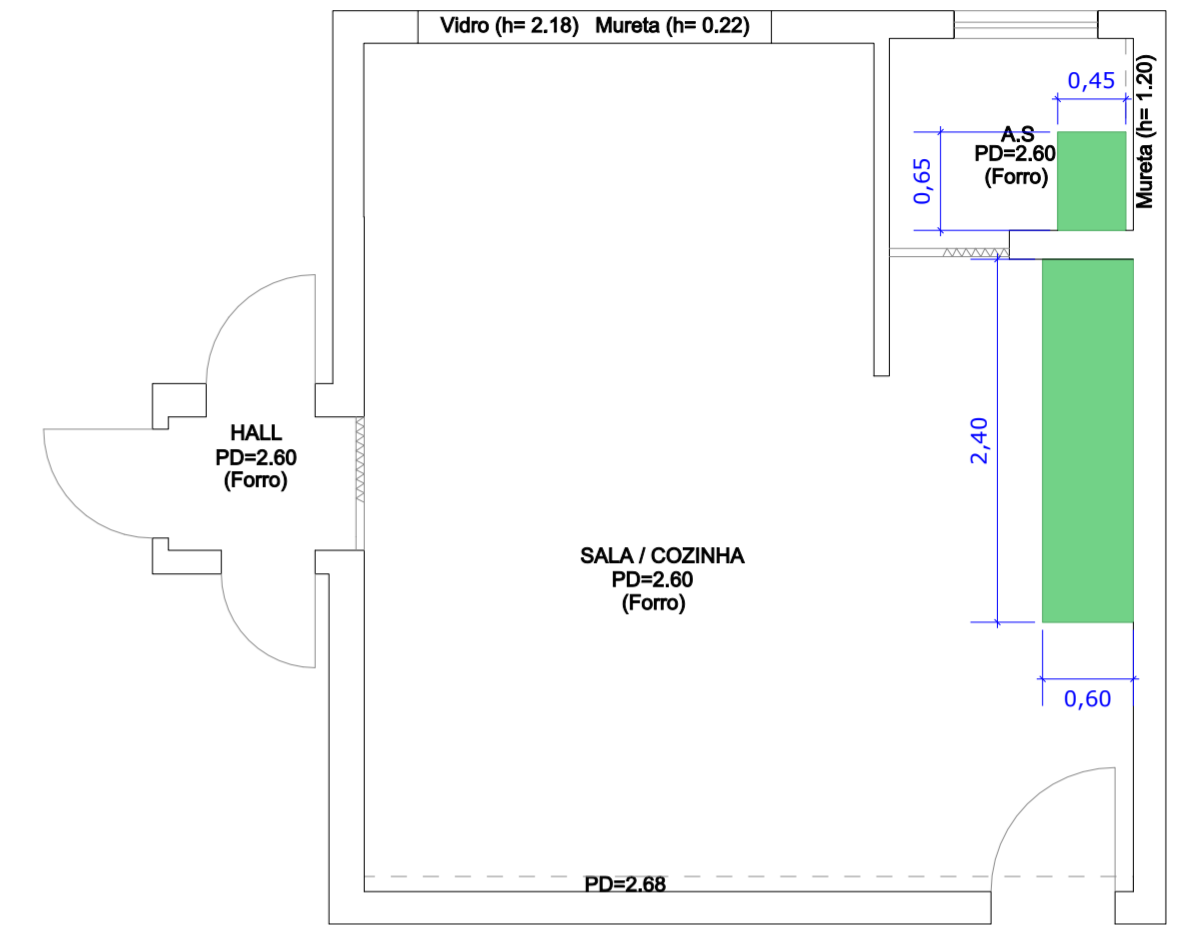 Vidro (h= 2.18) Mureta (h= 0.22)
0,45
Mureta (h= 1.20)
A.S
PD=2.60
(Forro)
0,65
HALL
PD=2.60
(Forro)
2,40
SALA / COZINHA
PD=2.60
(Forro)
0,60
PD=2.68